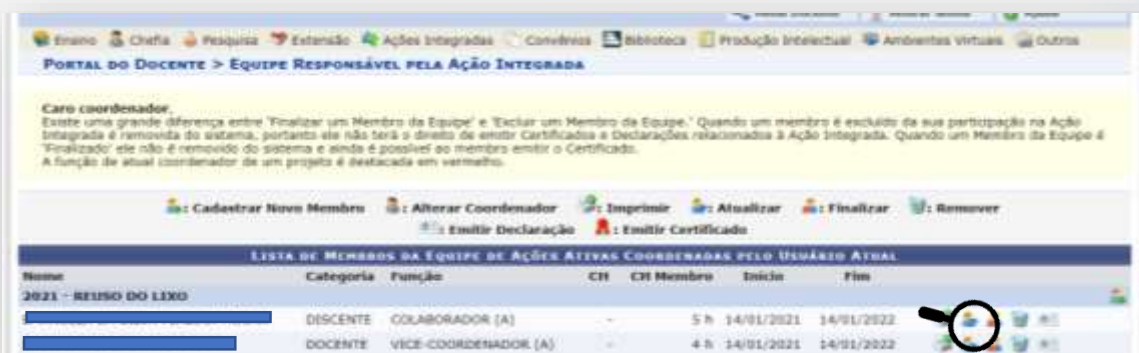 Ensino Chefia Pesquisa Extensão Ações Integradas Convênios Biblioteca Produção Intelectual Ambientes Virtuais Outros
PORTAL DO DOCENTE > EQUIPE RESPONSÁVEL PELA AÇÃO INTEGRADA
Caro coordenador,
Existe uma grande diferença entre 'Finalizar um Membro da Equipe' e 'Excluir um Membro da Equipe.' Quando um membro é excluído da sua participação na Ação
Integrada é removida do sistema, portanto ele não terá o direito de emitir Certificados e Declarações relacionados à Ação Integrada. Quando um Membro da Equipe é
'Finalizado' ele não é removido do sistema e ainda é possível ao membro emitir o Certificado.
A função de atual coordenador de um projeto é destacada em vermelho.
: Cadastrar Novo Membro : Alterar Coordenador : Imprimir : Atualizar : Finalizar : Remover
: Emitir Declaração : Emitir Certificado
LISTA DE MEMBROS DA EQUIPE DE AÇÕES ATIVAS COORDENADAS PELO USUÁRIO ATUAL
Nome Categoria Função CH CH Membro Início Fim
2021 - REUSO DO LIXO
DISCENTE COLABORADOR (A) - 5 h 14/01/2021 14/01/2022
DOCENTE VICE-COORDENADOR (A) - 4 h 14/01/2021 14/01/2022